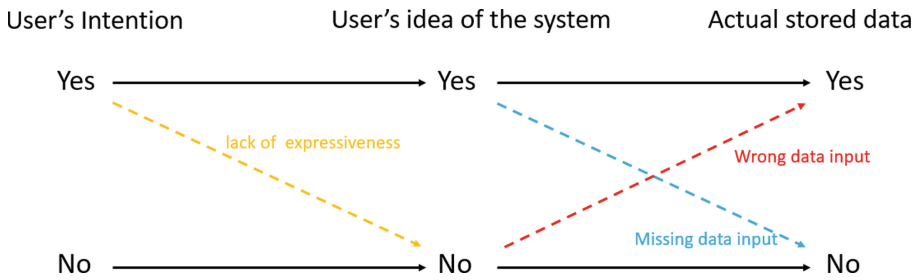 User’s Intention
User’s idea of the system
Actual stored data
Yes
Yes
Yes
lack of  expressiveness
Wrong data input
Missing data input
No
No
No